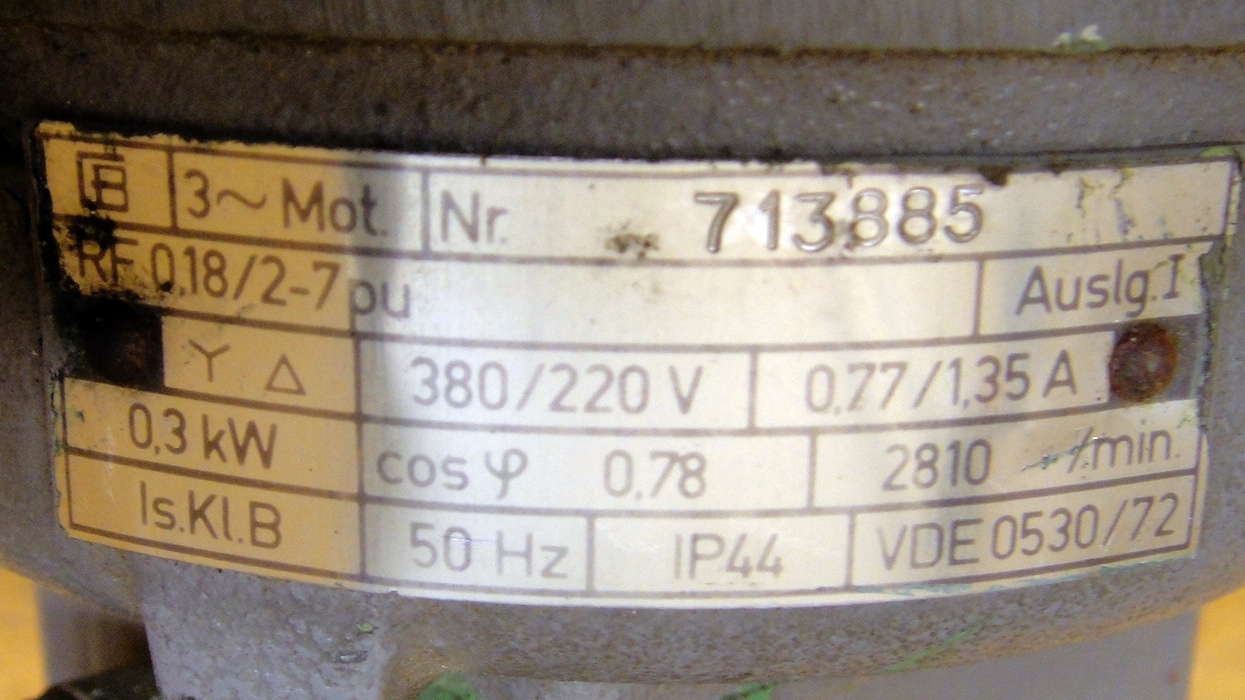 B 3~ Mot. Nr. 713885
RF 0,18/2-7 pu Auslg. I
Y Δ 380/220 V 0,77/1,35 A
0,3 kW cos φ 0,78 2810 /min.
Is.Kl.B 50 Hz IP44 VDE 0530/72